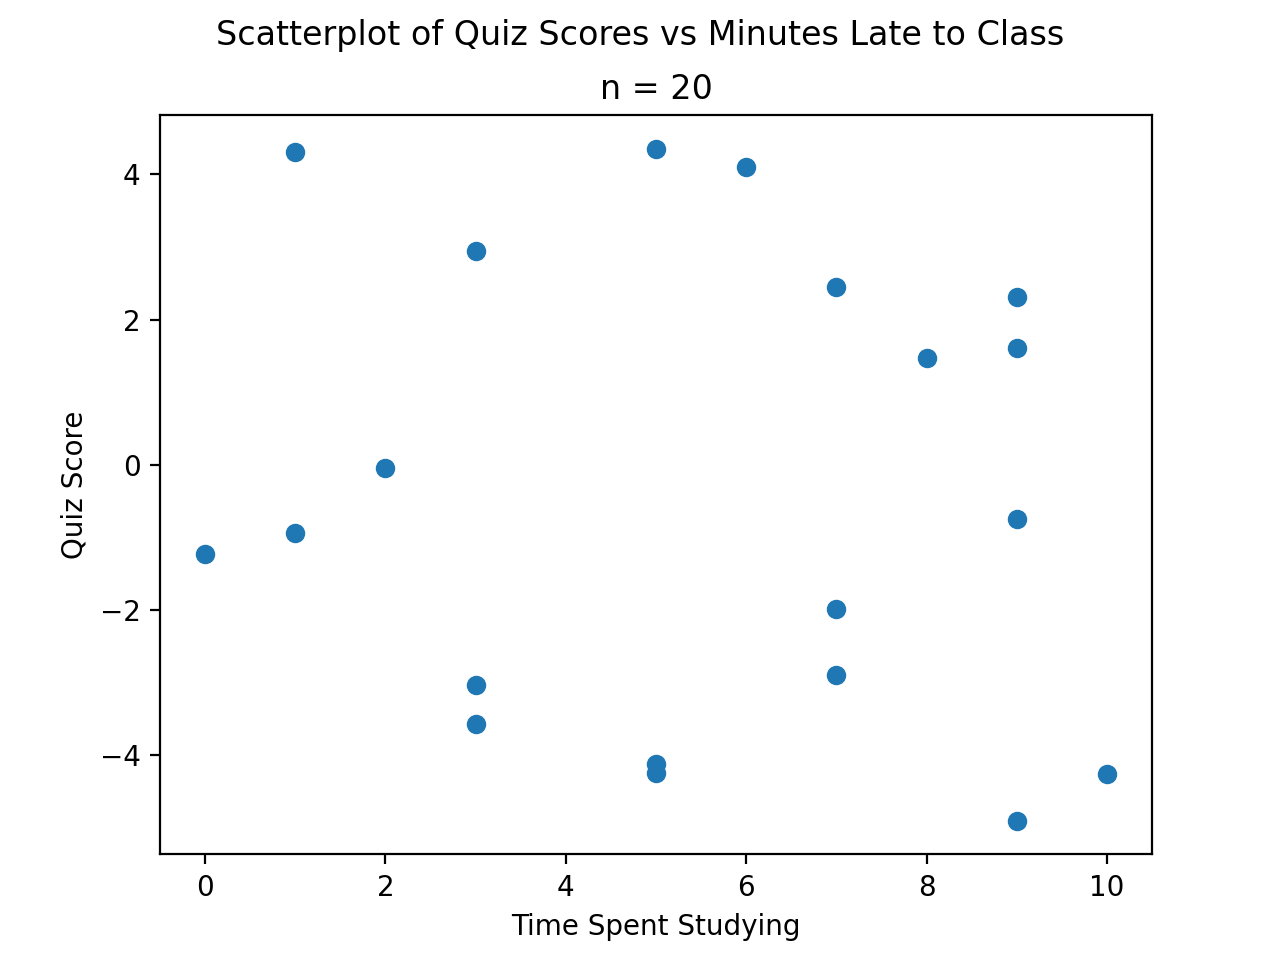 Scatterplot of Quiz Scores vs Minutes Late to Class
n = 20
4
2
0
−2
−4
Quiz Score
0 2 4 6 8 10
Time Spent Studying